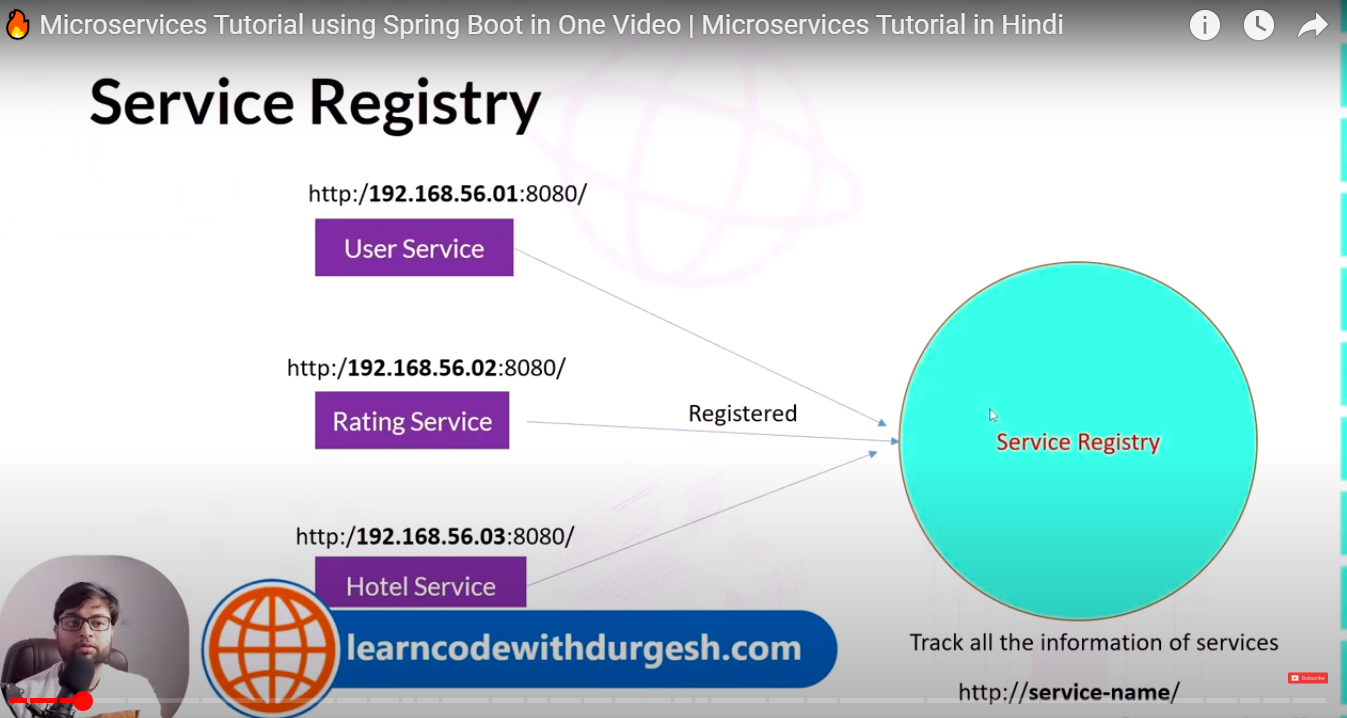 Microservices Tutorial using Spring Boot in One Video | Microservices Tutorial in Hindi
Service Registry
http:/192.168.56.01:8080/
User Service
http:/192.168.56.02:8080/
Rating Service
Registered
Service Registry
http:/192.168.56.03:8080/
Hotel Service
learncodewithdurgesh.com
Track all the information of services
Subscribe
http://service-name/